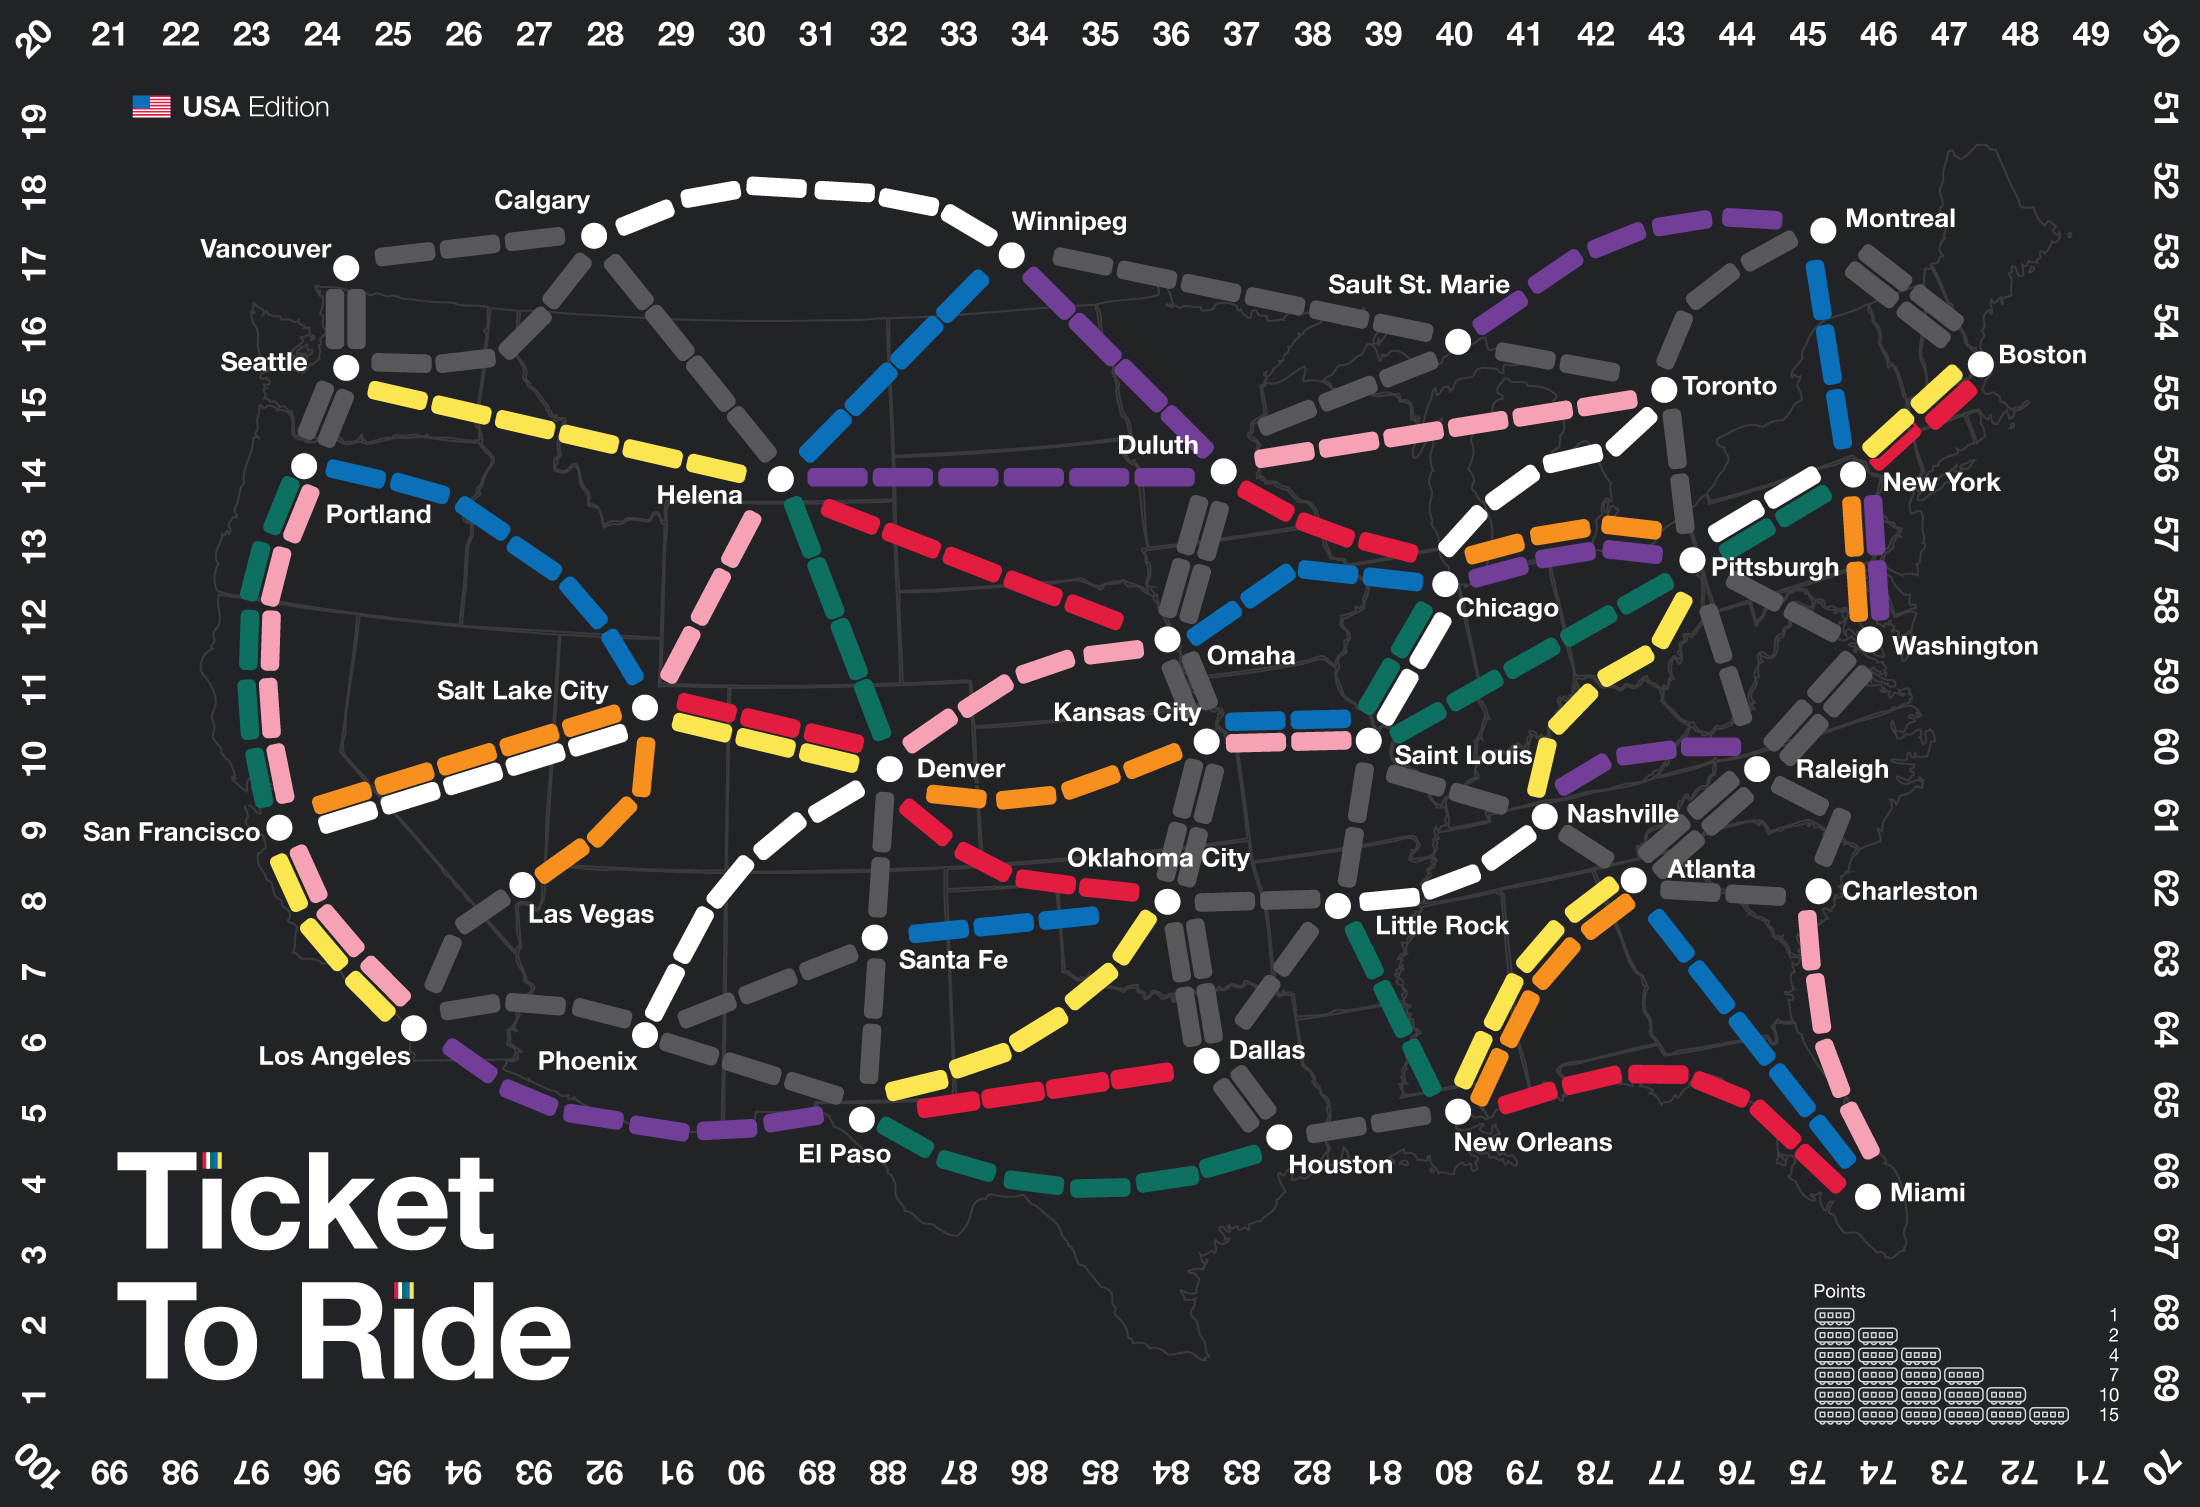 20 21 22 23 24 25 26 27 28 29 30 31 32 33 34 35 36 37 38 39 40 41 42 43 44 45 46 47 48 49 50
USA Edition
19
18
17
16
15
14
13
12
11
10
9
8
7
6
5
4
3
2
1
51
52
53
54
55
56
57
58
59
60
61
62
63
64
65
66
67
68
69
Calgary
Winnipeg
Montreal
Vancouver
Sault St. Marie
Seattle
Boston
Toronto
Duluth
New York
Helena
Portland
Pittsburgh
Chicago
Washington
Omaha
Salt Lake City
Kansas City
Saint Louis
Denver
Raleigh
Nashville
San Francisco
Oklahoma City
Atlanta
Charleston
Las Vegas
Little Rock
Santa Fe
Dallas
Los Angeles
Phoenix
New Orleans
El Paso
Houston
Miami
Ticket
To Ride
Points
1
2
4
7
10
15
100 99 98 97 96 95 94 93 92 91 90 89 88 87 86 85 84 83 82 81 80 79 78 77 76 75 74 73 72 71 70